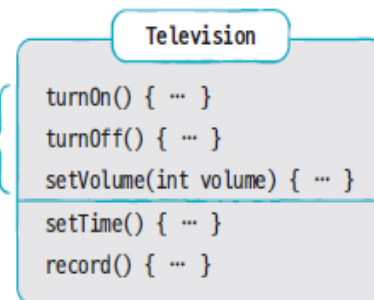 Television
turnOn() { ⋯ }
turnOff() { ⋯ }
setVolume(int volume) { ⋯ }
setTime() { ⋯ }
record() { ⋯ }